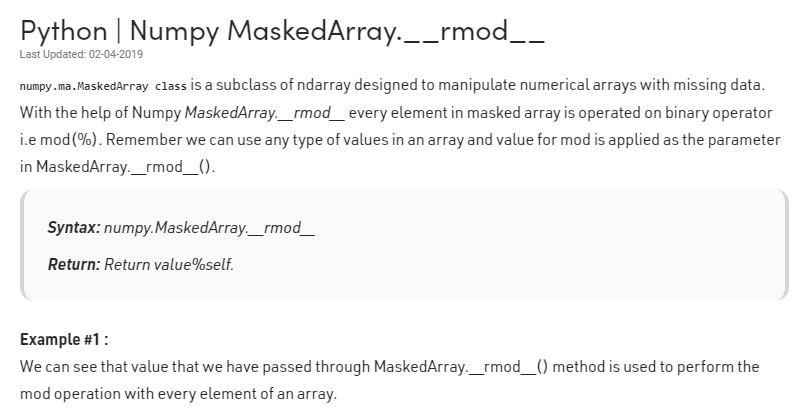 Python | Numpy MaskedArray.__rmod__
Last Updated: 02-04-2019
numpy.ma.MaskedArray class is a subclass of ndarray designed to manipulate numerical arrays with missing data.
With the help of Numpy MaskedArray.__rmod__ every element in masked array is operated on binary operator
i.e mod(%). Remember we can use any type of values in an array and value for mod is applied as the parameter
in MaskedArray.__rmod__().
Syntax: numpy.MaskedArray.__rmod__
Return: Return value%self.
Example #1 :
We can see that value that we have passed through MaskedArray.__rmod__() method is used to perform the
mod operation with every element of an array.